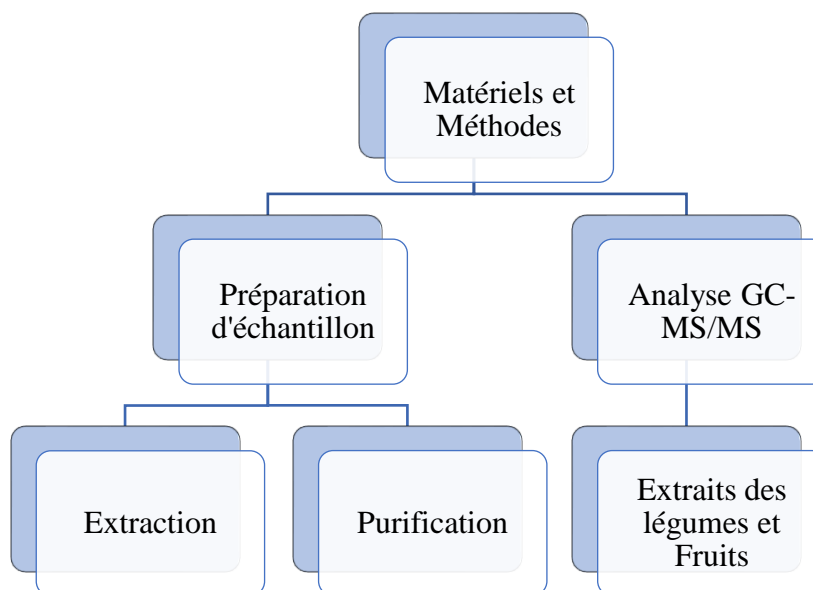 Matériels et
Méthodes
Préparation
d'échantillon
Analyse GC-
MS/MS
Extraction
Purification
Extraits des
légumes et
Fruits